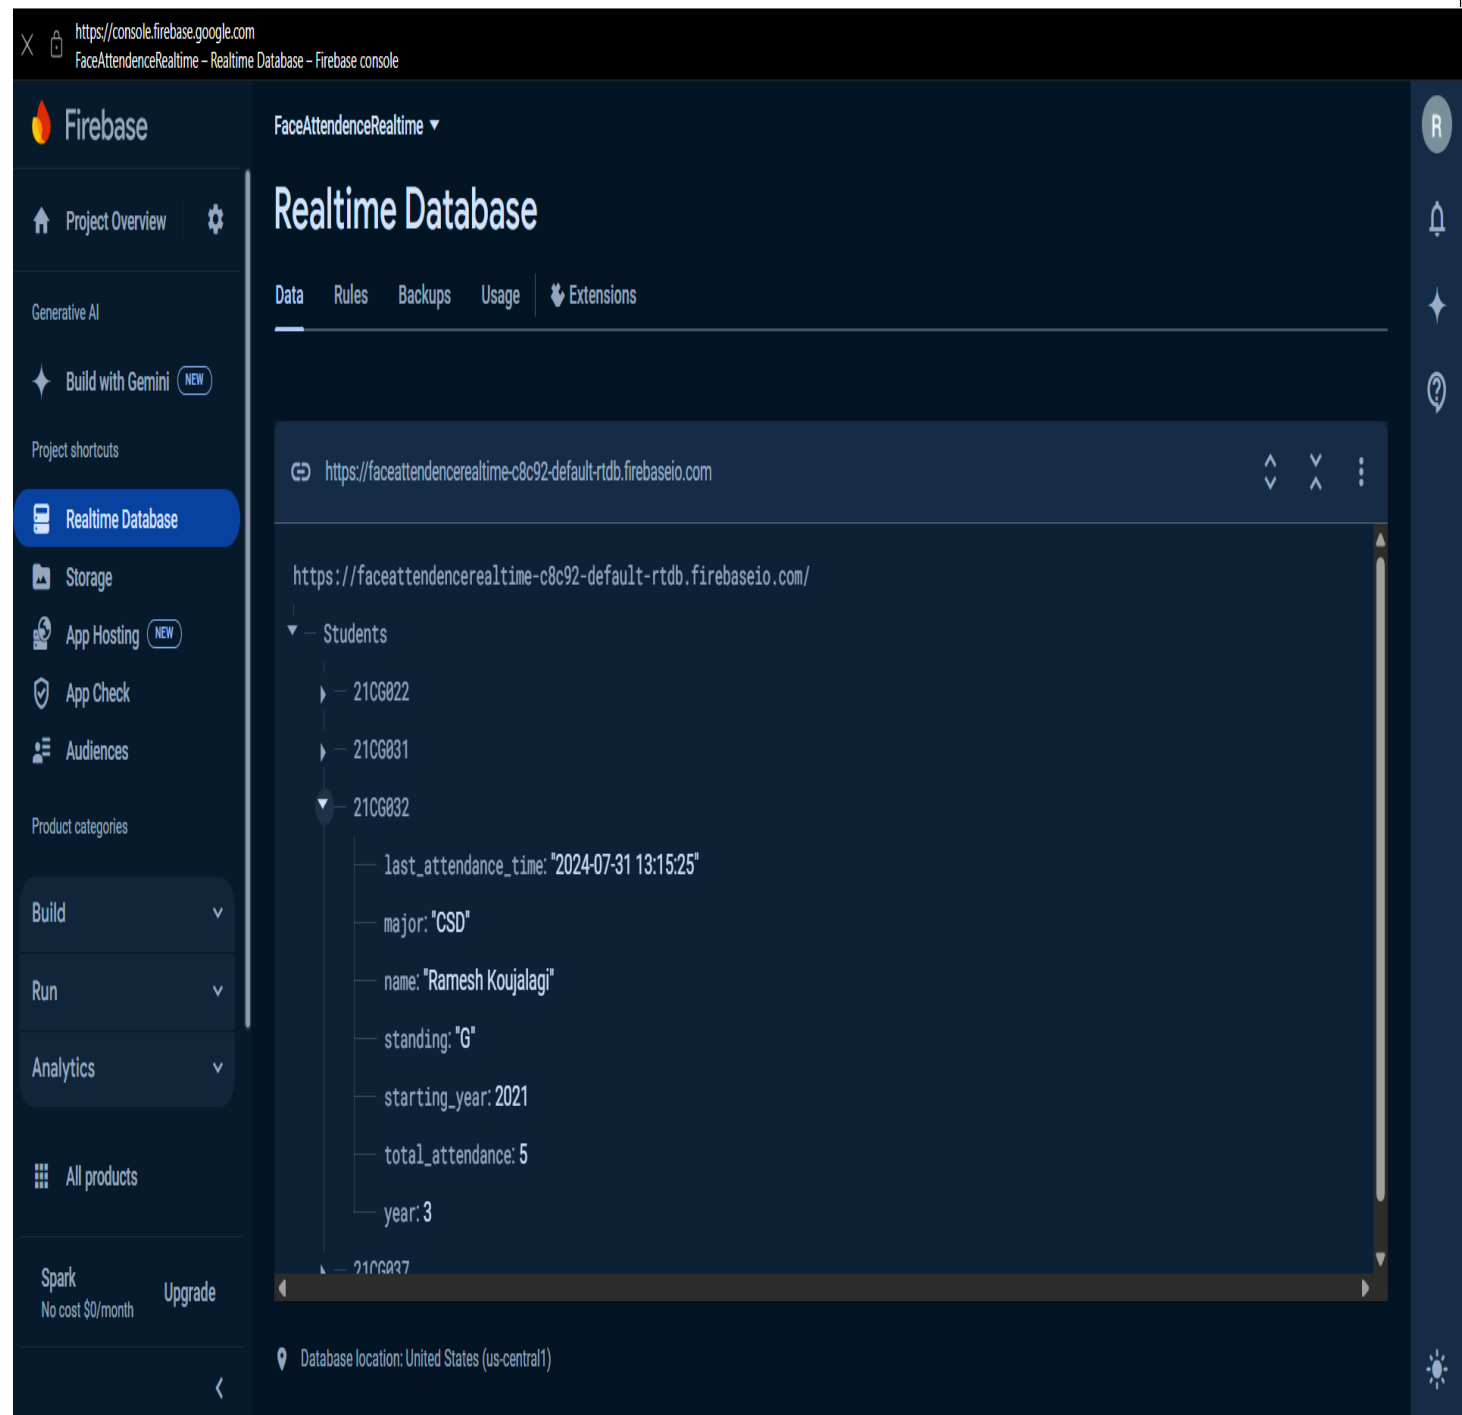 https://console.firebase.google.com
FaceAttendenceRealtime – Realtime Database – Firebase console
Firebase
FaceAttendenceRealtime
R
Project Overview
Realtime Database
Data Rules Backups Usage Extensions
Generative AI
Build with Gemini NEW
Project shortcuts
Realtime Database
Storage
App Hosting NEW
App Check
Audiences
Product categories
Build
Run
Analytics
All products
Spark
No cost $0/month
Upgrade
https://faceattendencerealtime-c8c92-default-rtdb.firebaseio.com
https://faceattendencerealtime-c8c92-default-rtdb.firebaseio.com/
Students
21CG022
21CG031
21CG032
last_attendance_time: "2024-07-31 13:15:25"
major: "CSD"
name: "Ramesh Koujalagi"
standing: "G"
starting_year: 2021
total_attendance: 5
year: 3
21CG037
Database location: United States (us-central1)